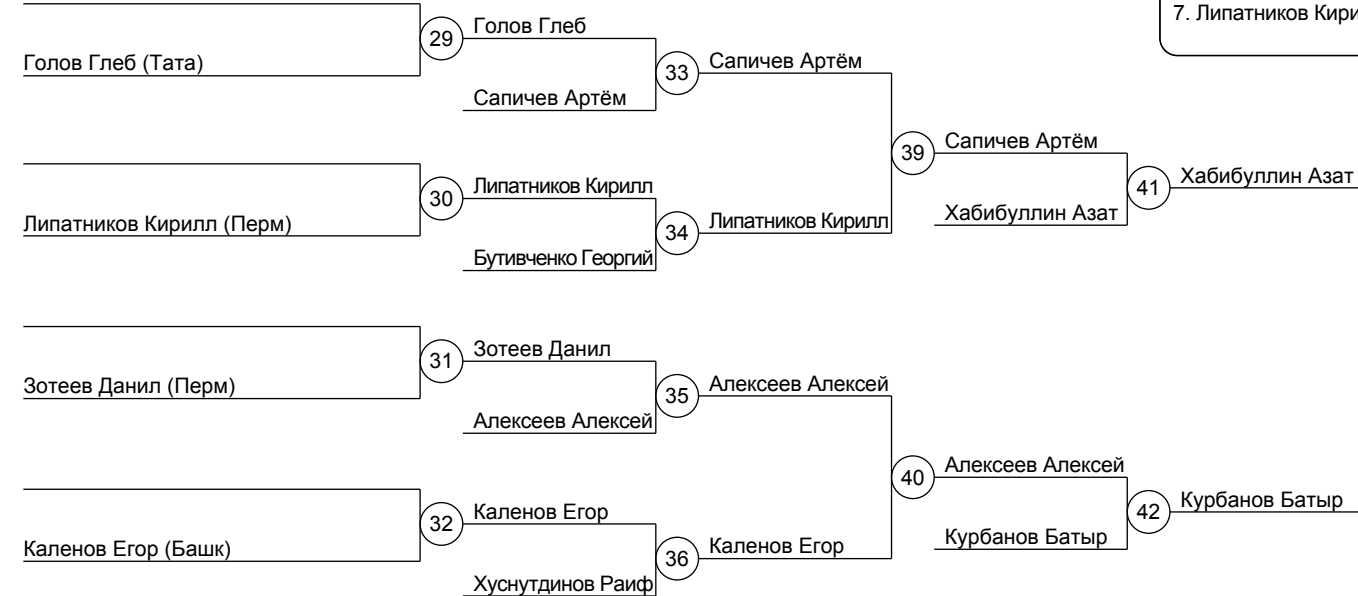 7. Липатников Кири
29
Голов Глеб
Голов Глеб (Тата)
33
Сапичев Артём
Сапичев Артём
39
Сапичев Артём
30
Липатников Кирилл
41
Хабибуллин Азат
Липатников Кирилл (Перм)
34
Липатников Кирилл
Хабибуллин Азат
Бутивченко Георгий
31
Зотеев Данил
Зотеев Данил (Перм)
35
Алексеев Алексей
Алексеев Алексей
40
Алексеев Алексей
32
Каленов Егор
42
Курбанов Батыр
Каленов Егор (Башк)
36
Каленов Егор
Курбанов Батыр
Хуснутдинов Раиф